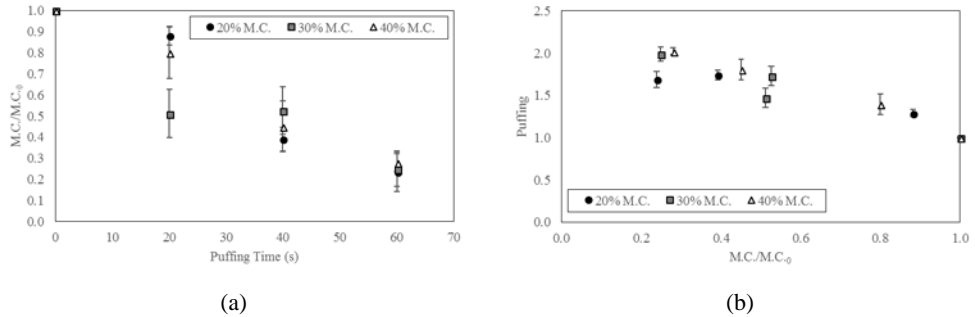 1.0
0.9
0.8
0.7
0.6
0.5
0.4
0.3
0.2
0.1
0.0
M.C./M.C.₀
20% M.C. 30% M.C. 40% M.C.
0 10 20 30 40 50 60 70
Puffing Time (s)
(a)
2.5
2.0
1.5
1.0
0.5
0.0
Puffing
20% M.C. 30% M.C. 40% M.C.
0.0 0.2 0.4 0.6 0.8 1.0
M.C./M.C.₀
(b)